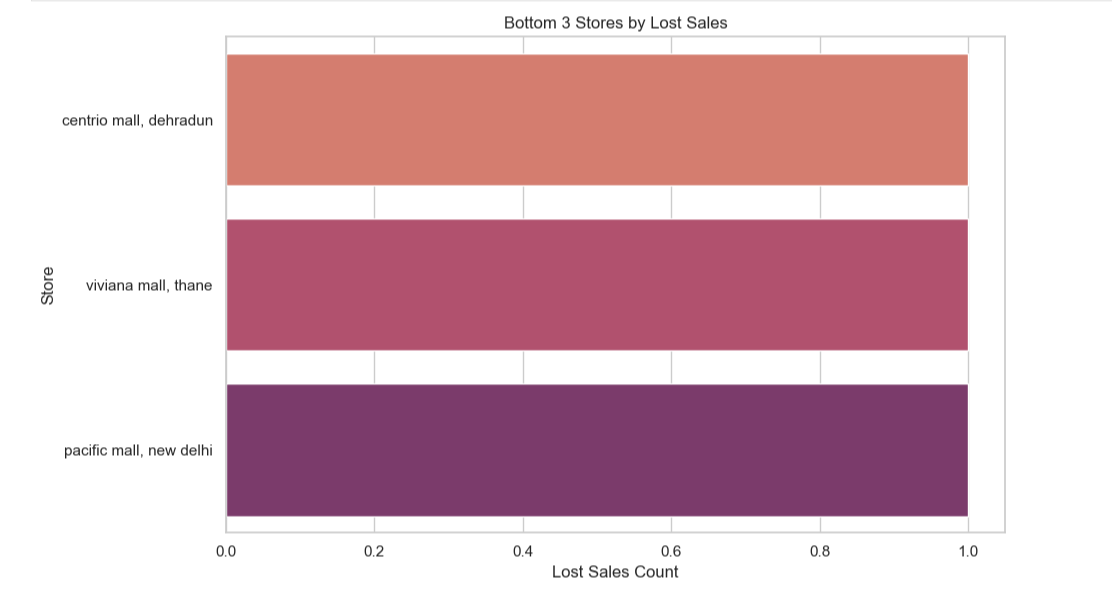 Bottom 3 Stores by Lost Sales
centrio mall, dehradun
viviana mall, thane
pacific mall, new delhi
Store
0.0 0.2 0.4 0.6 0.8 1.0
Lost Sales Count